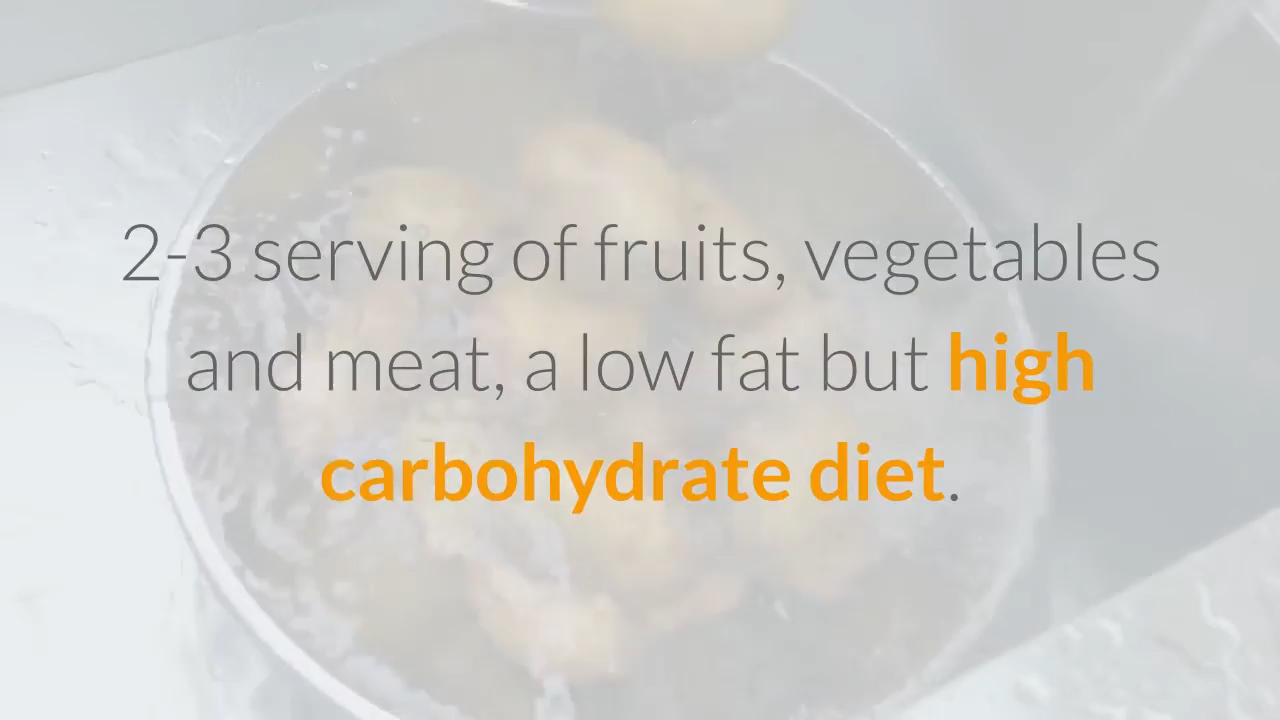 2-3 serving of fruits, vegetables
and meat, a low fat but high
carbohydrate diet.